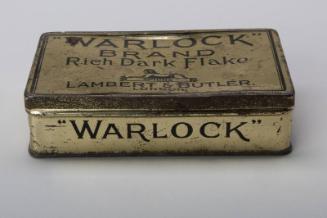 "WARLOCK"
BRAND
Rich Dark Flake
LAMBERT & BUTLER
"WARLOCK"